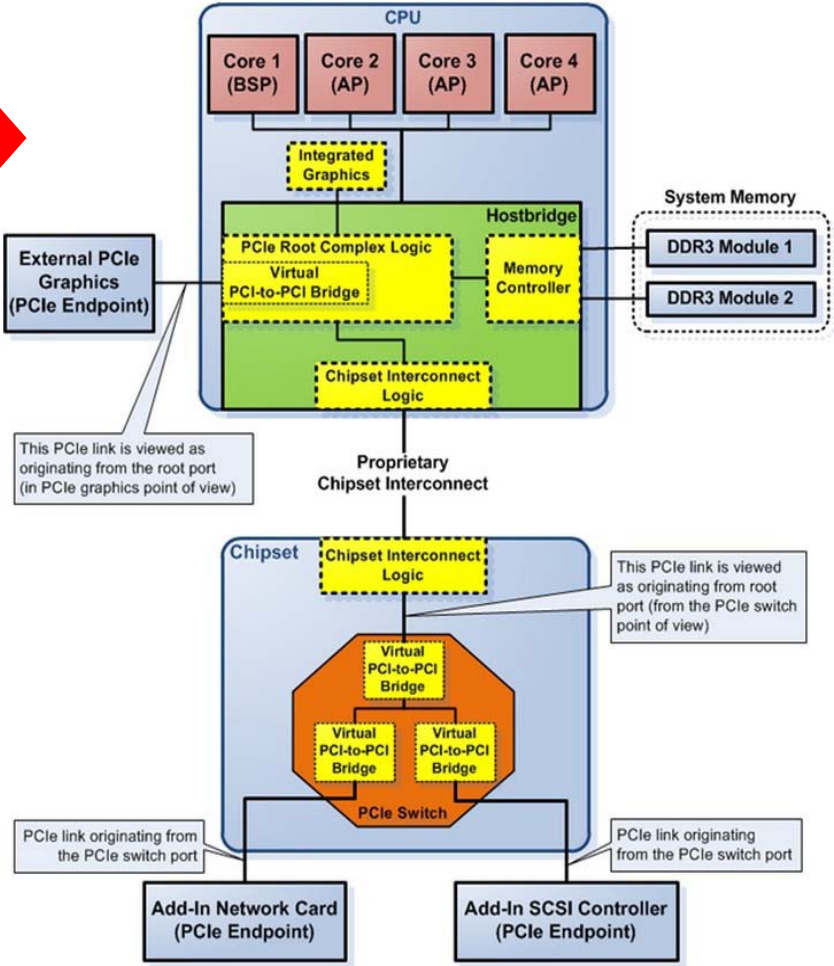 CPU
Core 1
(BSP)
Core 2
(AP)
Core 3
(AP)
Core 4
(AP)
Integrated
Graphics
Hostbridge
PCIe Root Complex Logic
Virtual
PCI-to-PCI Bridge
Memory
Controller
System Memory
DDR3 Module 1
DDR3 Module 2
External PCIe
Graphics
(PCIe Endpoint)
Chipset Interconnect
Logic
This PCIe link is viewed as
originating from the root port
(in PCIe graphics point of view)
Proprietary
Chipset Interconnect
Chipset
Chipset Interconnect
Logic
This PCIe link is viewed
as originating from root
port (from the PCIe switch
point of view)
Virtual
PCI-to-PCI
Bridge
Virtual
PCI-to-PCI
Bridge
Virtual
PCI-to-PCI
Bridge
PCIe Switch
PCIe link originating from
the PCIe switch port
PCIe link originating
from the PCIe switch port
Add-In Network Card
(PCIe Endpoint)
Add-In SCSI Controller
(PCIe Endpoint)